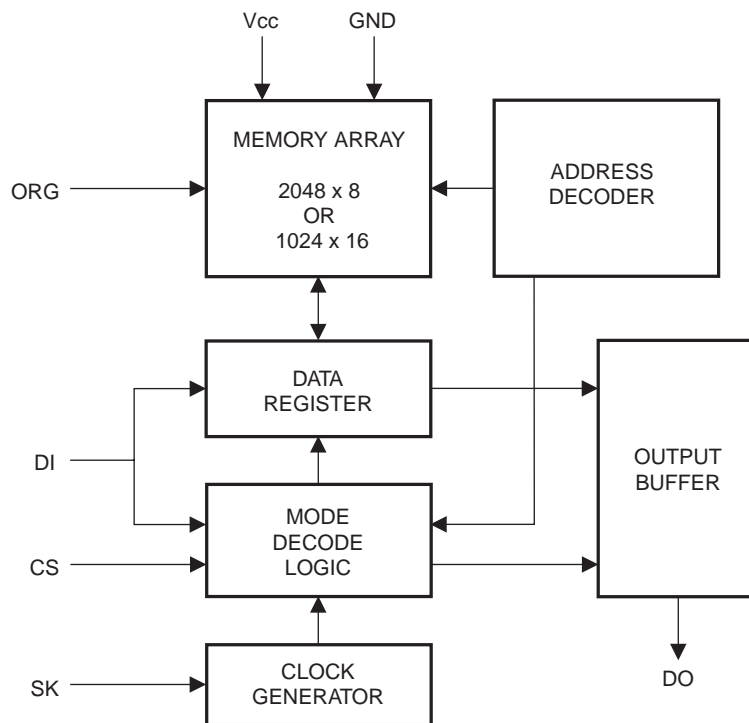 Vcc
GND
MEMORY ARRAY
2048 x 8
OR
1024 x 16
ADDRESS
DECODER
ORG
DATA
REGISTER
DI
OUTPUT
BUFFER
MODE
DECODE
LOGIC
CS
CLOCK
GENERATOR
SK
DO